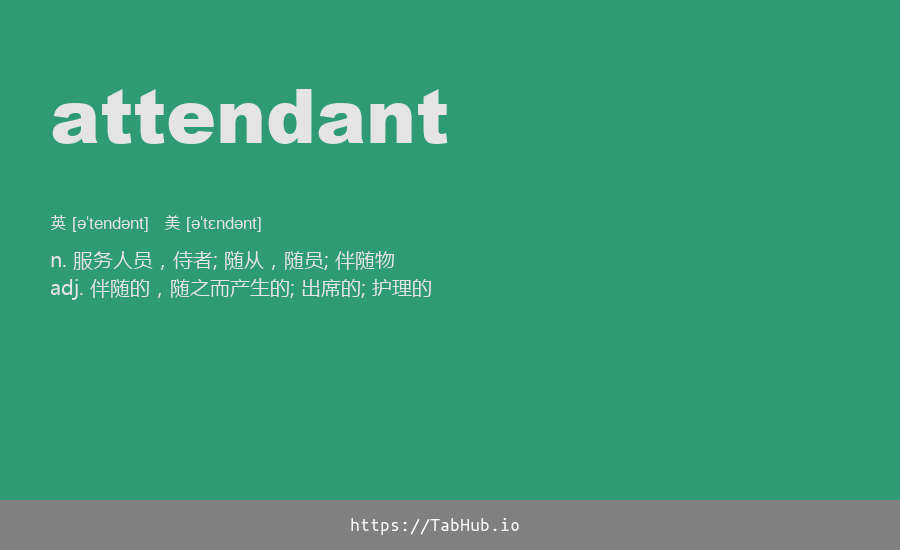 attendant
英 [ə'tendənt] 美 [ə'tɛndənt]
n. 服务人员，侍者; 随从，随员; 伴随物
adj. 伴随的，随之而产生的; 出席的; 护理的
https://TabHub.io